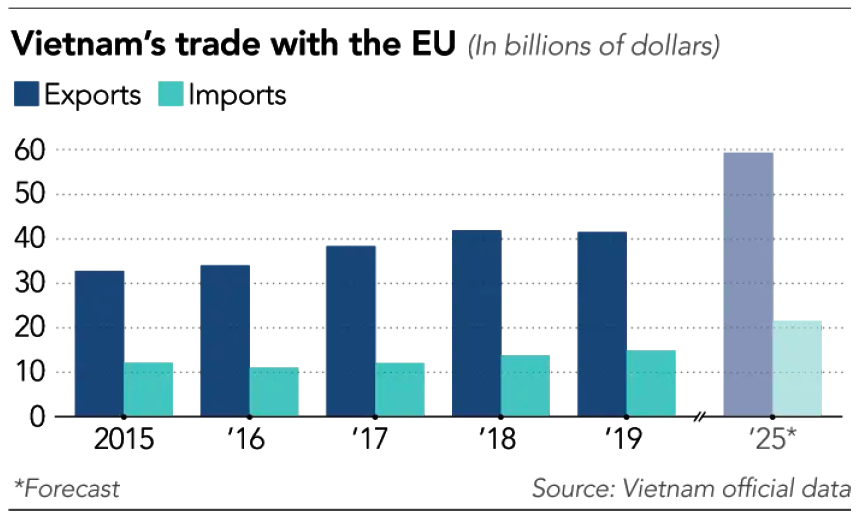 Vietnam’s trade with the EU (In billions of dollars)
Exports Imports
60
50
40
30
20
10
0
2015 ’16 ’17 ’18 ’19 ’25*
*Forecast Source: Vietnam official data